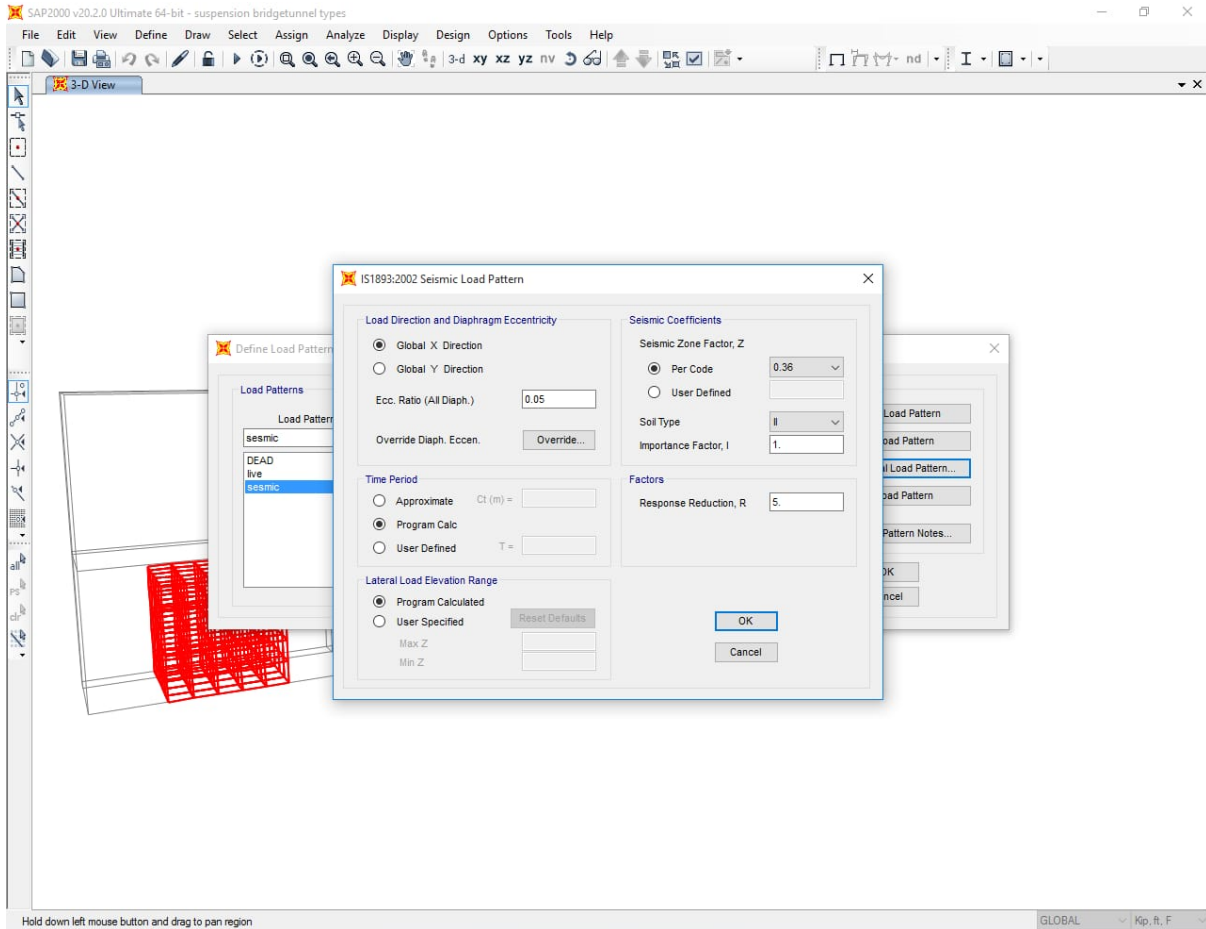 SAP2000 v20.2.0 Ultimate 64-bit - suspension bridgetunnel types
File Edit View Define Draw Select Assign Analyze Display Design Options Tools Help
3-d xy xz yz nv nd
3-D View
IS1893:2002 Seismic Load Pattern
Load Direction and Diaphragm Eccentricity
Global X Direction
Global Y Direction
Ecc. Ratio (All Diaph.) 0.05
Override Diaph. Eccen. Override...
Time Period
Approximate Ct (m) =
Program Calc
User Defined T =
Lateral Load Elevation Range
Program Calculated
User Specified Reset Defaults
Max Z
Min Z
Seismic Coefficients
Seismic Zone Factor, Z
Per Code 0.36
User Defined
Soil Type II
Importance Factor, I 1.
Factors
Response Reduction, R 5.
OK
Cancel
Define Load Pattern
Load Patterns
Load Pattern
sesmic
DEAD
live
sesmic
Load Pattern
oad Pattern
l Load Pattern...
oad Pattern
Pattern Notes...
OK
ncel
all
ps
clr
Hold down left mouse button and drag to pan region
GLOBAL
Kip, ft, F